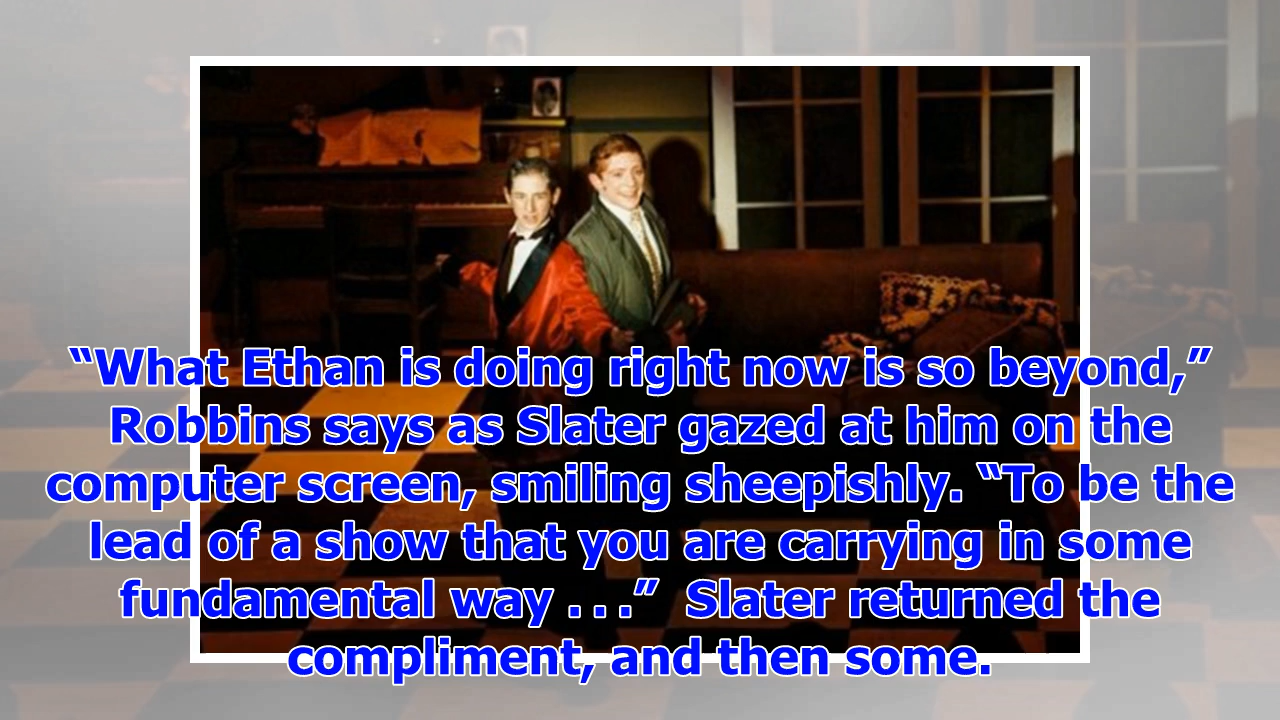 “What Ethan is doing right now is so beyond,”
Robbins says as Slater gazed at him on the
computer screen, smiling sheepishly. “To be the
lead of a show that you are carrying in some
fundamental way . . .”  Slater returned the
compliment, and then some.